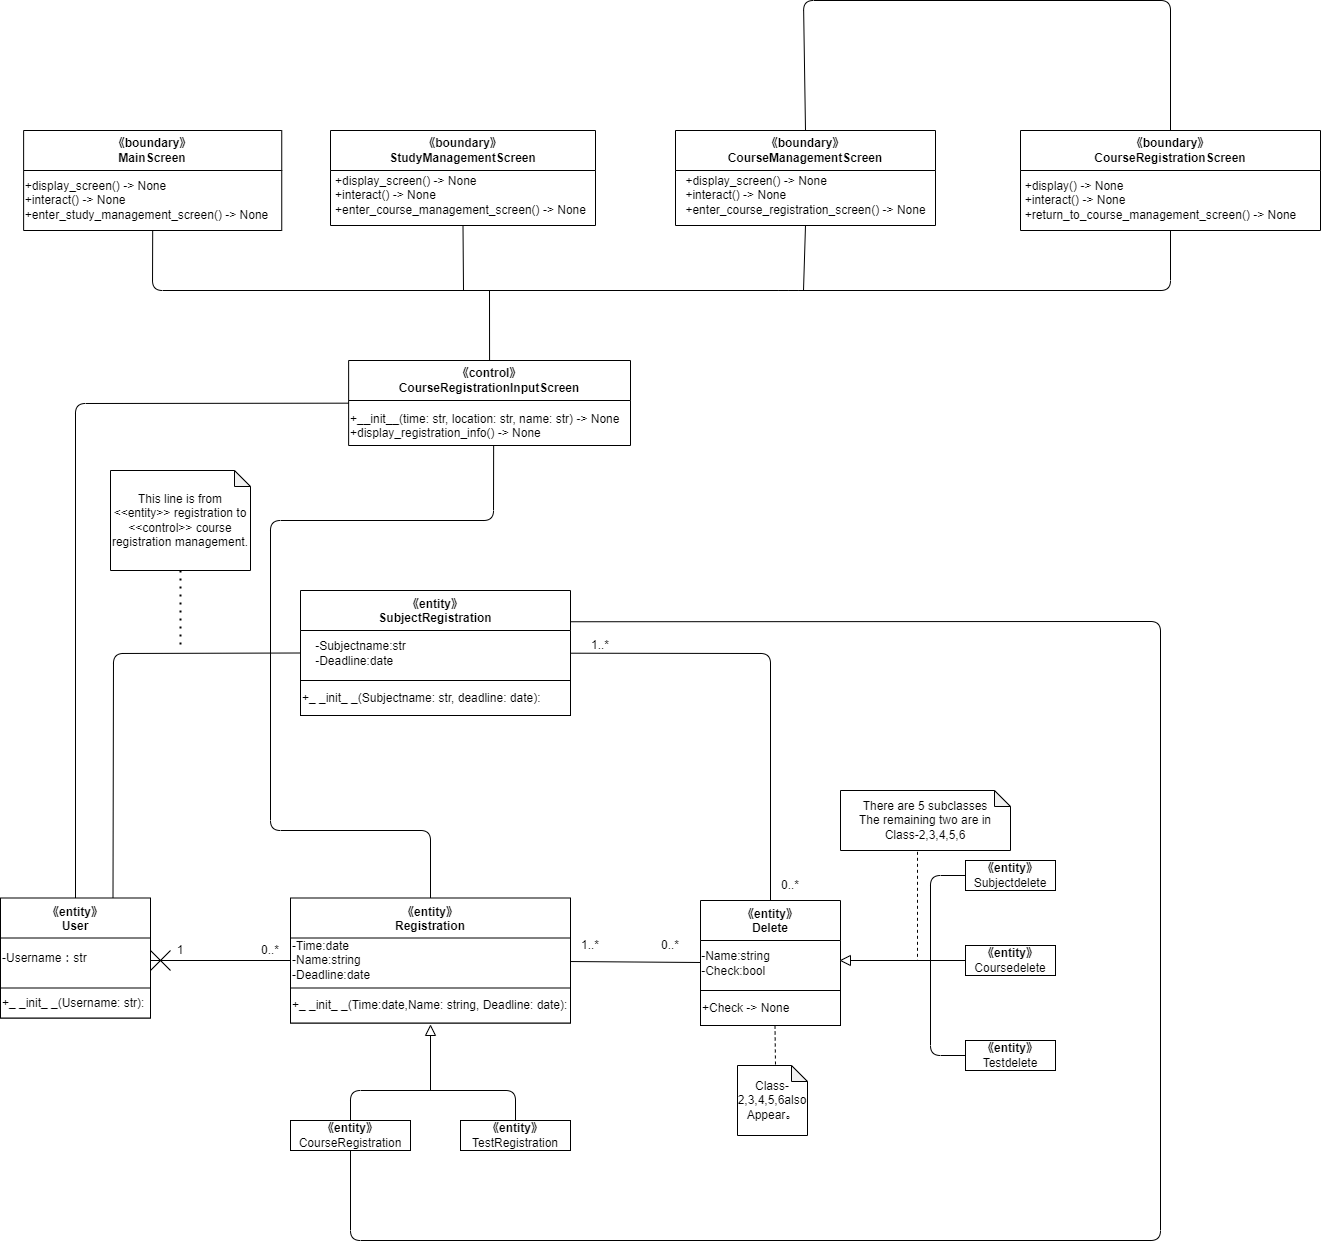 《boundary》
MainScreen
+display_screen() -> None
+interact() -> None
+enter_study_management_screen() -> None
《boundary》
StudyManagementScreen
+display_screen() -> None
+interact() -> None
+enter_course_management_screen() -> None
《boundary》
CourseManagementScreen
+display_screen() -> None
+interact() -> None
+enter_course_registration_screen() -> None
《boundary》
CourseRegistrationScreen
+display() -> None
+interact() -> None
+return_to_course_management_screen() -> None
《control》
CourseRegistrationInputScreen
+__init__(time: str, location: str, name: str) -> None
+display_registration_info() -> None
This line is from
<<entity>> registration to
<<control>> course
registration management.
《entity》
SubjectRegistration
-Subjectname:str
-Deadline:date
+_ _init_ _(Subjectname: str, deadline: date):
1..*
There are 5 subclasses
The remaining two are in
Class-2,3,4,5,6
《entity》
Subjectdelete
0..*
《entity》
User
-Username：str
+_ _init_ _(Username: str):
1
0..*
《entity》
Registration
-Time:date
-Name:string
-Deadline:date
+_ _init_ _(Time:date,Name: string, Deadline: date):
1..*
0..*
《entity》
Delete
-Name:string
-Check:bool
+Check -> None
《entity》
Coursedelete
《entity》
Testdelete
Class-
2,3,4,5,6also
Appear。
《entity》
CourseRegistration
《entity》
TestRegistration